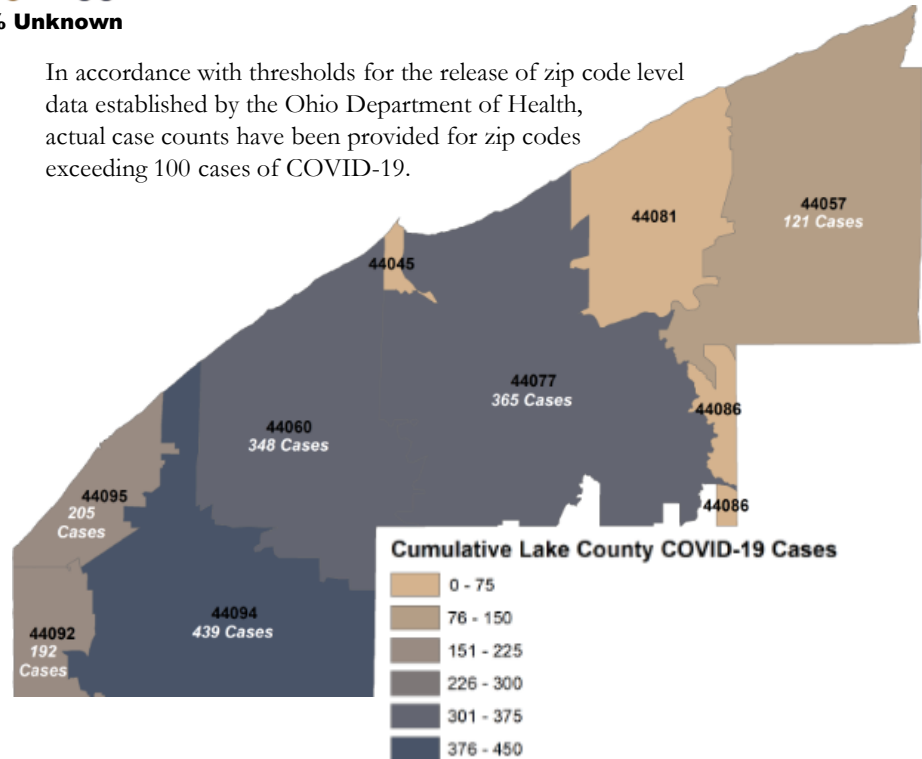 % Unknown
In accordance with thresholds for the release of zip code level
data established by the Ohio Department of Health,
actual case counts have been provided for zip codes
exceeding 100 cases of COVID-19.
44057
121 Cases
44081
44045
44077
365 Cases
44086
44060
348 Cases
44095
205
Cases
44086
44094
439 Cases
44092
192
Cases
Cumulative Lake County COVID-19 Cases
0 - 75
76 - 150
151 - 225
226 - 300
301 - 375
376 - 450